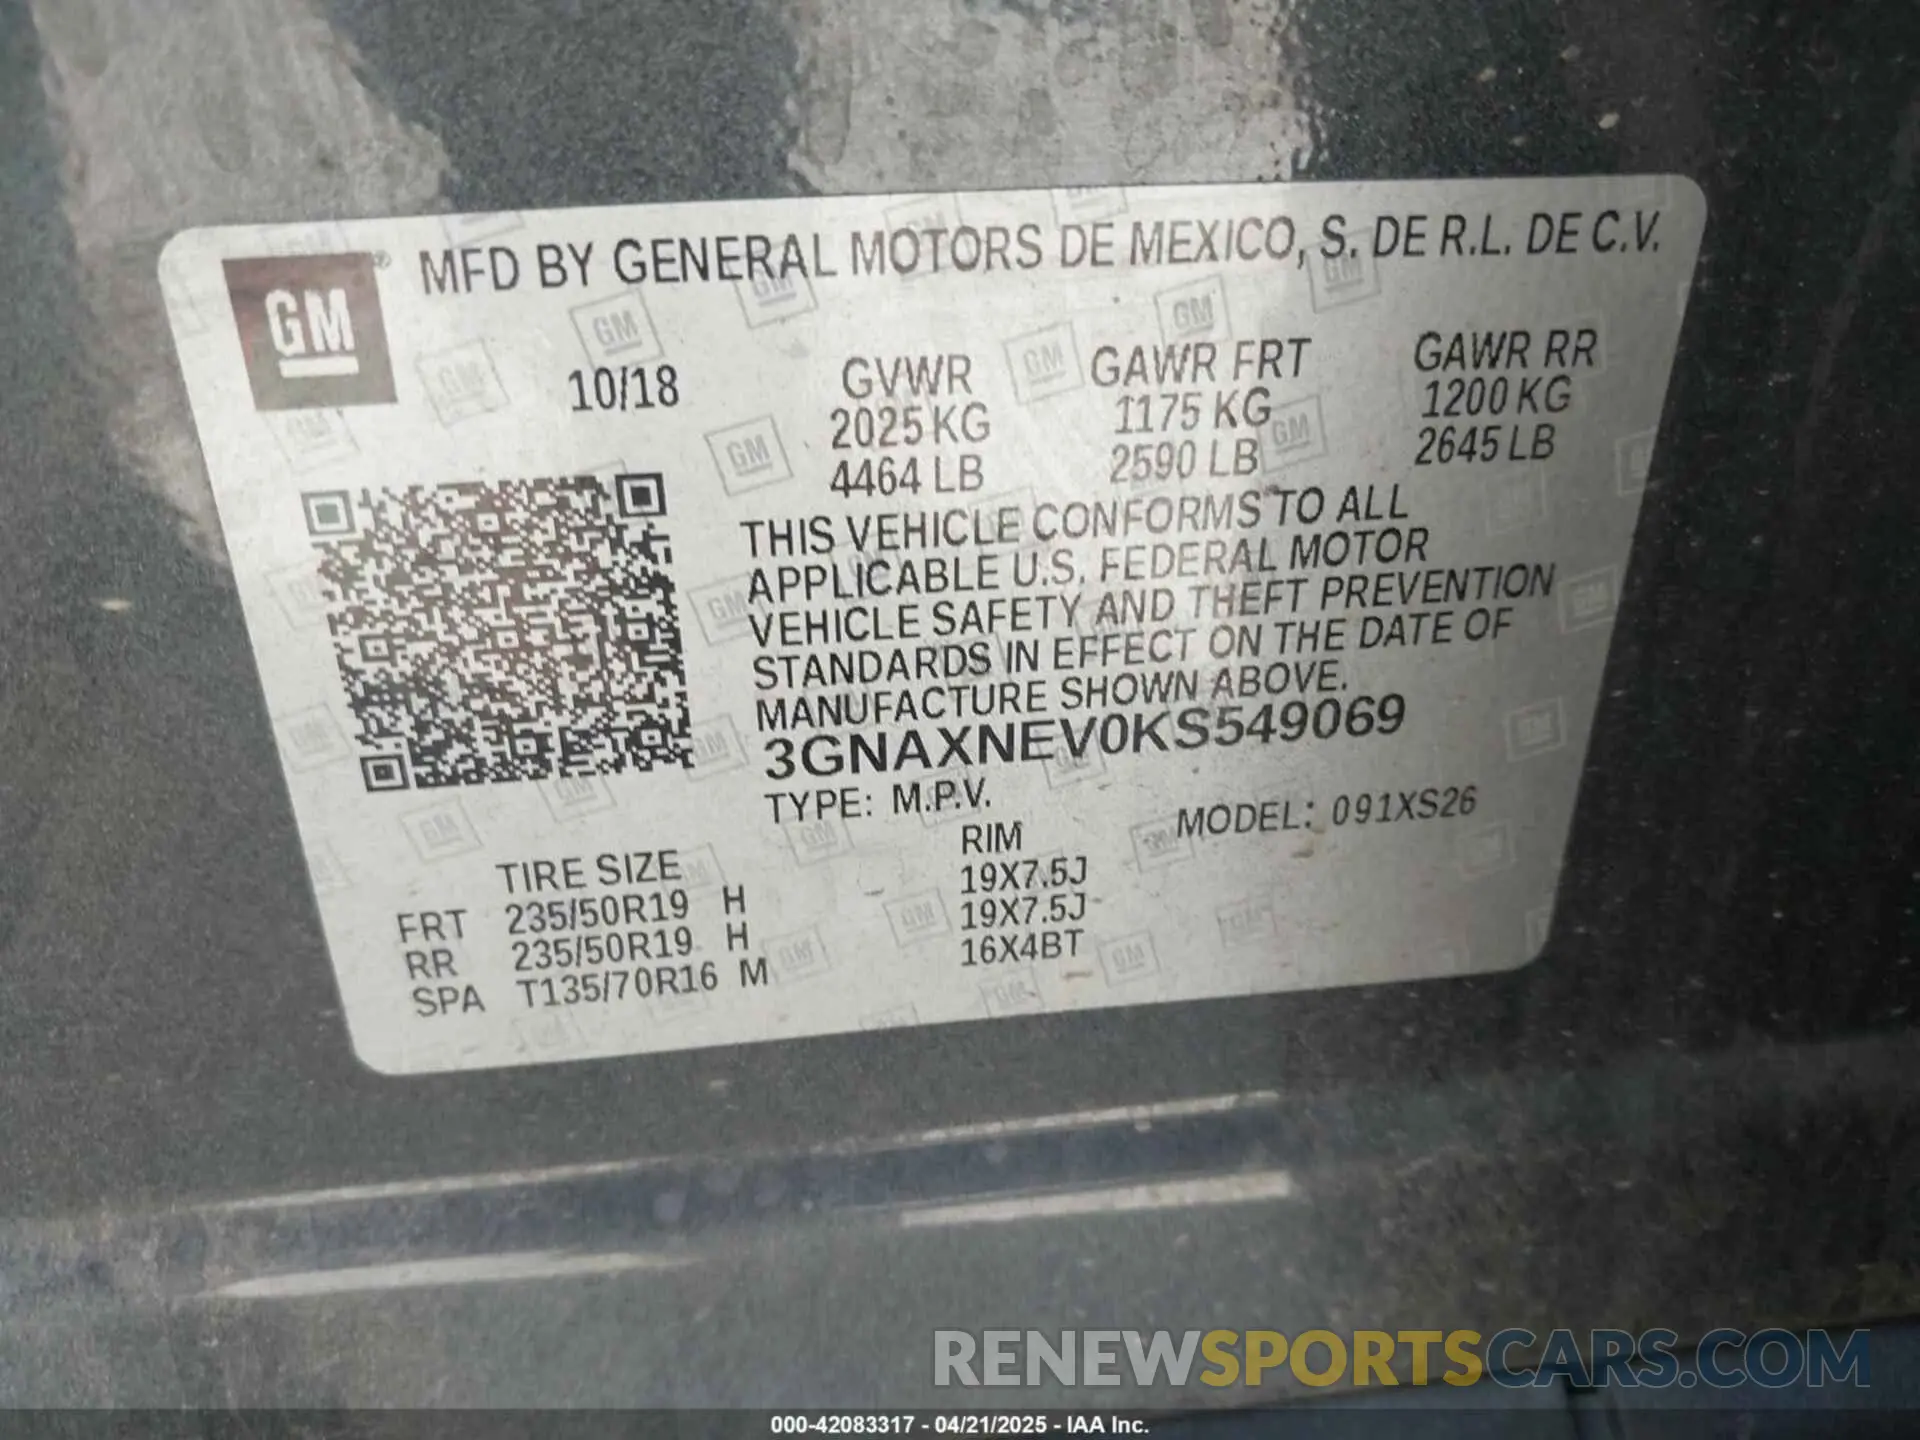 GM ® MFD BY GENERAL MOTORS DE MEXICO, S. DE R.L. DE C.V.
10/18 GVWR GAWR FRT GAWR RR
2025 KG 1175 KG 1200 KG
4464 LB 2590 LB 2645 LB
THIS VEHICLE CONFORMS TO ALL
APPLICABLE U.S. FEDERAL MOTOR
VEHICLE SAFETY AND THEFT PREVENTION
STANDARDS IN EFFECT ON THE DATE OF
MANUFACTURE SHOWN ABOVE.
3GNAXNEV0KS549069
TYPE: M.P.V. MODEL: 091XS26
TIRE SIZE RIM
FRT 235/50R19 H 19X7.5J
RR 235/50R19 H 19X7.5J
SPA T135/70R16 M 16X4BT
RENEWSPORTSCARS.COM
000-42083317 - 04/21/2025 - IAA Inc.